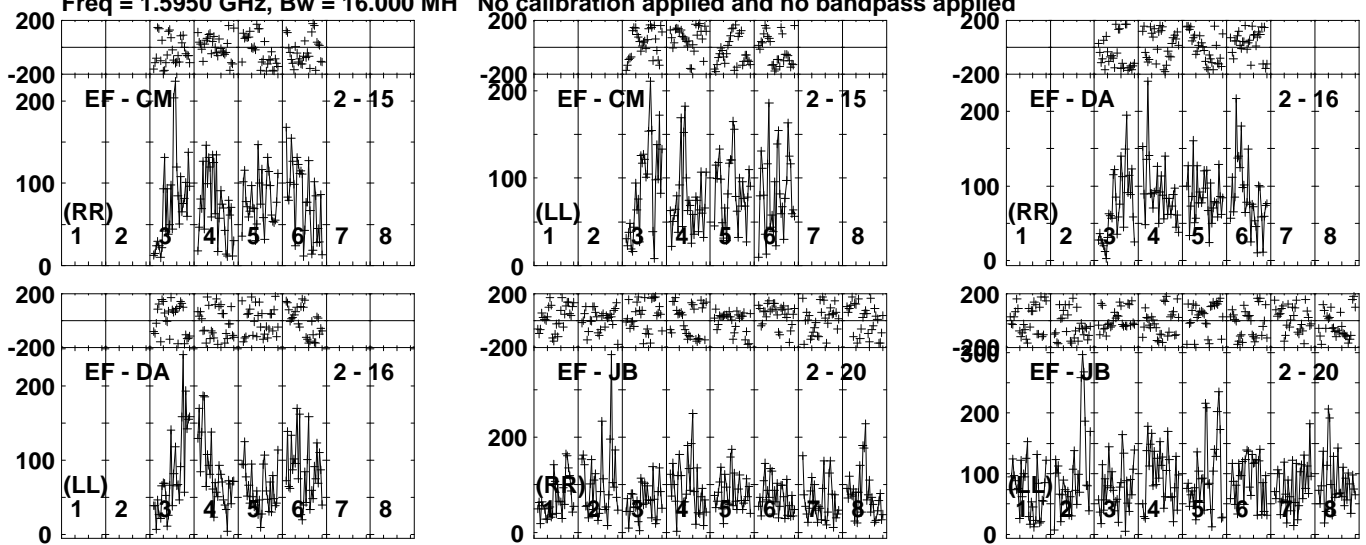 Freq = 1.5950 GHz, Bw = 16.000 MH No calibration applied and no bandpass applied
200
-200
200
EF - CM 2 - 15
100
(RR)
1 2 3 4 5 6 7 8
0
200
-200
200
EF - CM 2 - 15
100
(LL)
1 2 3 4 5 6 7 8
0
200
-200
200
EF - DA 2 - 16
100
(RR)
1 2 3 4 5 6 7 8
0
200
-200
EF - DA 2 - 16
200
100
(LL)
1 2 3 4 5 6 7 8
0
200
-200
EF - JB 2 - 20
200
(RR)
1 2 3 4 5 6 7 8
0
200
-200
300
EF - JB 2 - 20
200
100
(LL)
50
1 2 3 4 5 6 7 8
0